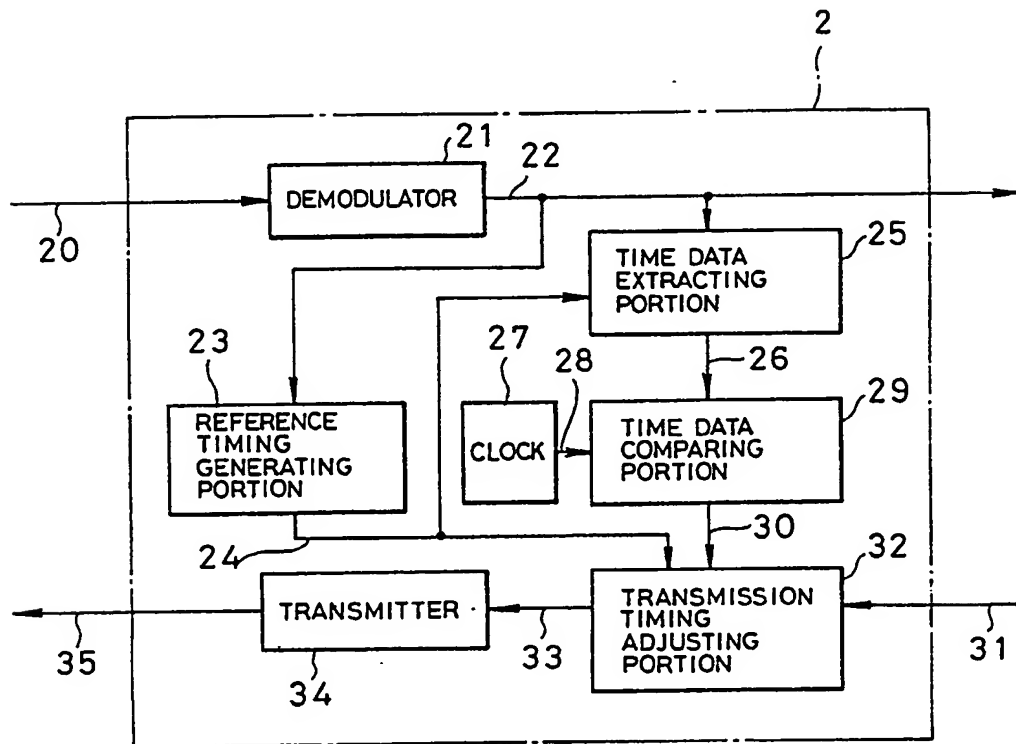 2
21
22
DEMODULATOR
20
25
TIME DATA
EXTRACTING
PORTION
23
27
28
26
29
REFERENCE
TIMING
GENERATING
PORTION
CLOCK
TIME DATA
COMPARING
PORTION
24
30
32
TRANSMITTER
TRANSMISSION
TIMING
ADJUSTING
PORTION
35
34
33
31